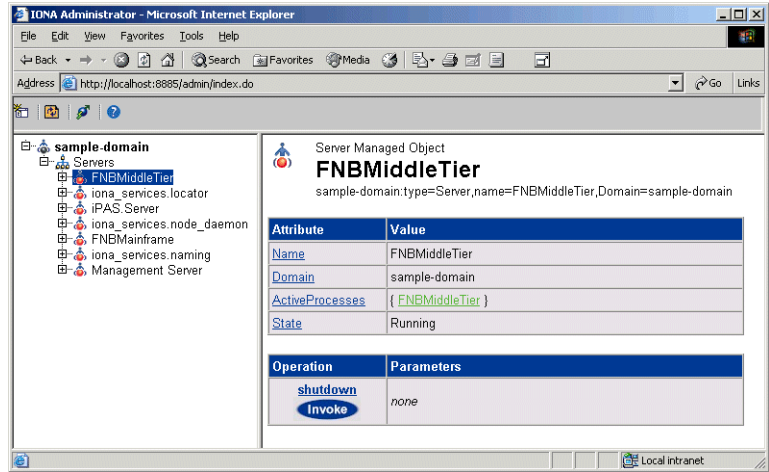 IONA Administrator - Microsoft Internet Explorer
File Edit View Favorites Tools Help
Back Search Favorites Media
Address http://localhost:8885/admin/index.do Go Links
sample-domain
Servers
FNBMiddleTier
iona_services.locator
iPAS.Server
iona_services.node_daemon
FNBMainframe
iona_services.naming
Management Server
Server Managed Object
FNBMiddleTier
sample-domain:type=Server,name=FNBMiddleTier,Domain=sample-domain
Attribute Value
Name FNBMiddleTier
Domain sample-domain
ActiveProcesses { FNBMiddleTier }
State Running
Operation Parameters
shutdown
Invoke none
Local intranet